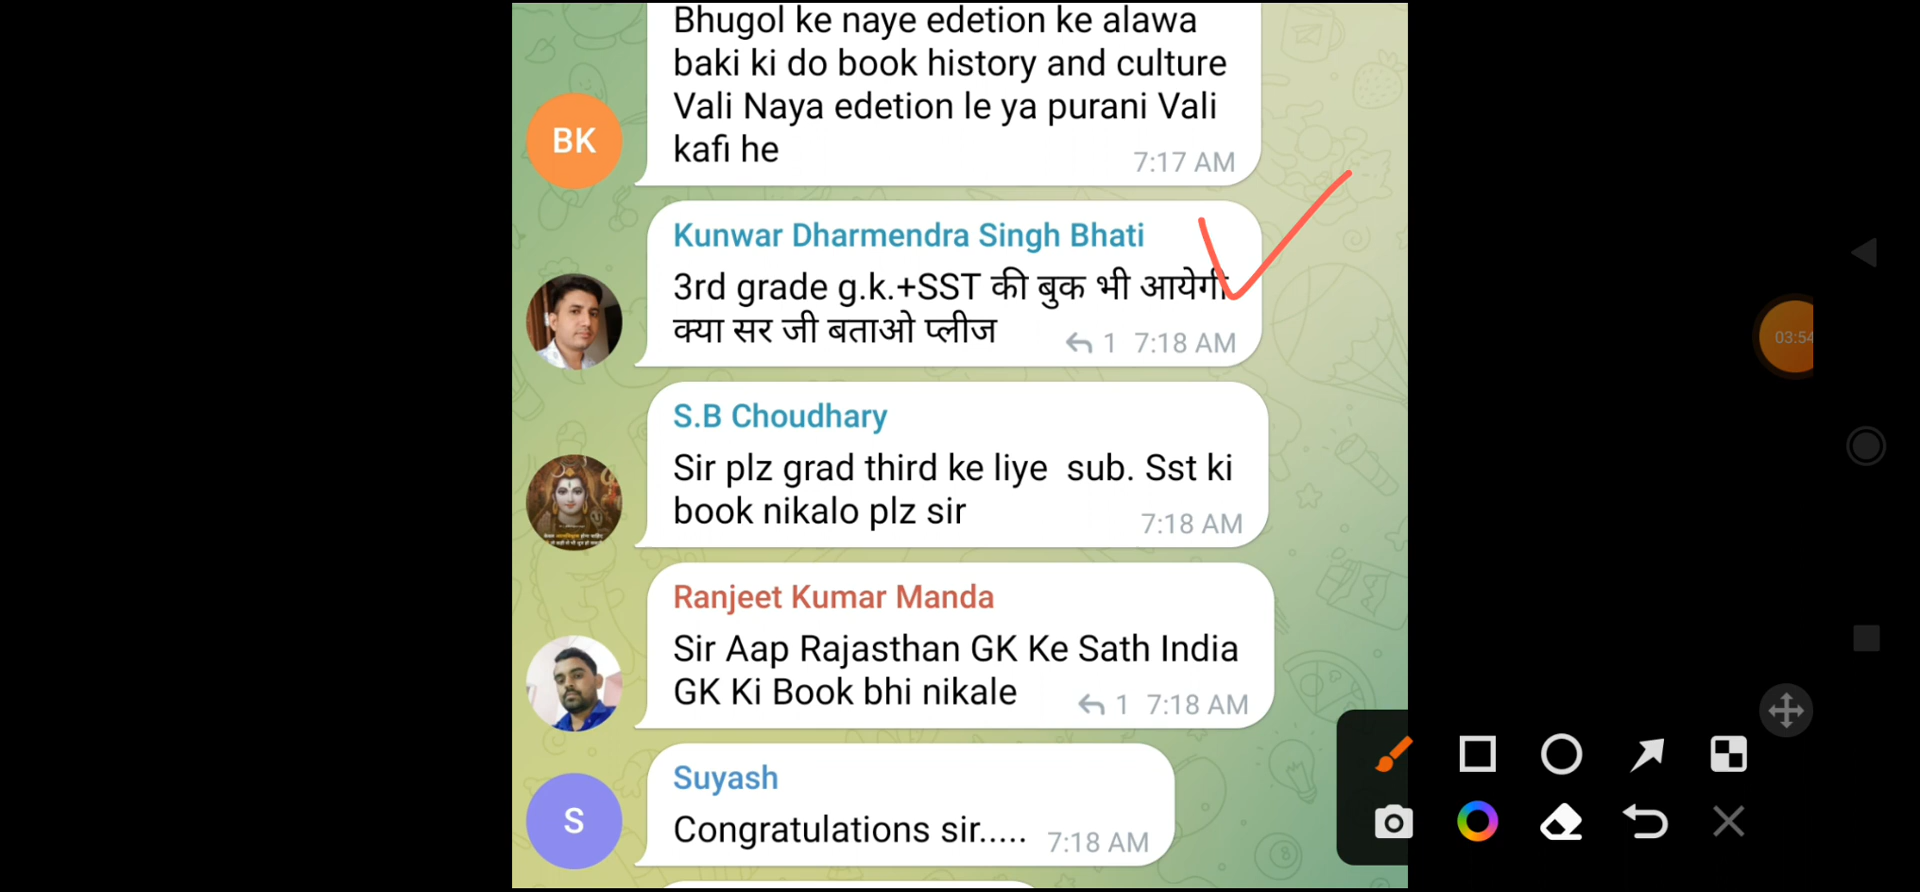 Bhugol ke naye edetion ke alawa
baki ki do book history and culture
Vali Naya edetion le ya purani Vali
kafi he
7:17 AM
BK
Kunwar Dharmendra Singh Bhati
3rd grade g.k.+SST की बुक भी आयेगी
क्या सर जी बताओ प्लीज
1 7:18 AM
03:54
S.B Choudhary
Sir plz grad third ke liye sub. Sst ki
book nikalo plz sir
7:18 AM
Ranjeet Kumar Manda
Sir Aap Rajasthan GK Ke Sath India
GK Ki Book bhi nikale
1 7:18 AM
Suyash
S
Congratulations sir.....
7:18 AM